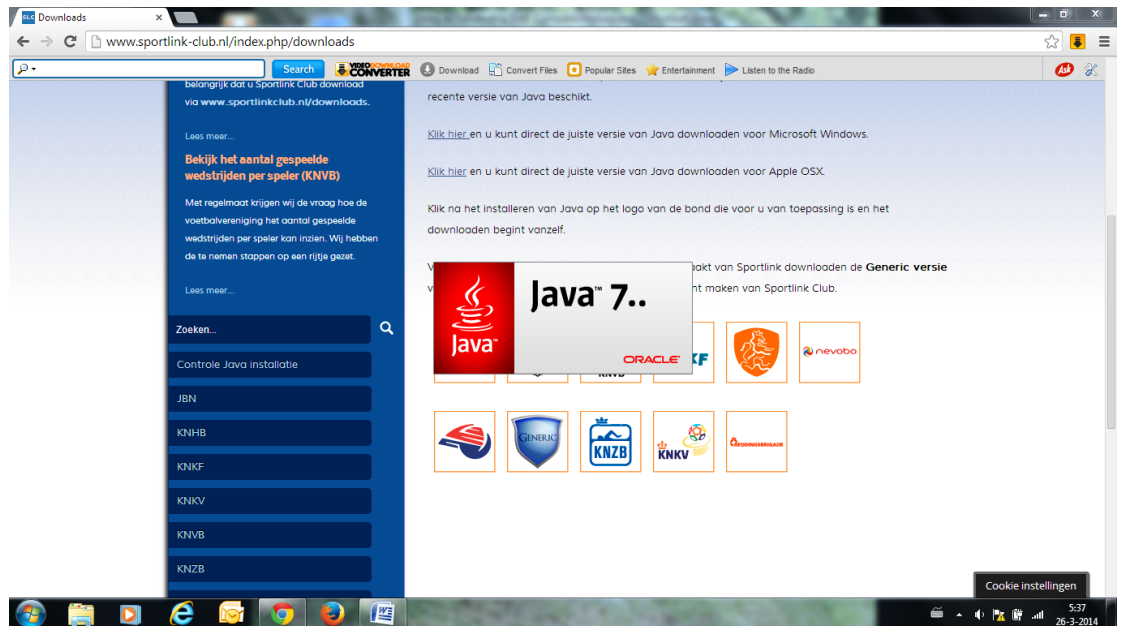 GLC Downloads
www.sportlink-club.nl/index.php/downloads
Search VIDEO DOWNLOAD CONVERTER Download Convert Files Popular Sites Entertainment Listen to the Radio Ask
belangrijk dat u Sportlink Club download
via www.sportlinkclub.nl/downloads.
Lees meer...
Bekijk het aantal gespeelde
wedstrijden per speler (KNVB)
Met regelmaat krijgen wij de vraag hoe de
voetbalvereniging het aantal gespeelde
wedstrijden per speler kan inzien. Wij hebben
de te nemen stappen op een rijtje gezet.
Lees meer...
Zoeken...
Controle Java installatie
JBN
KNHB
KNKF
KNKV
KNVB
KNZB
recente versie van Java beschikt.
Klik hier en u kunt direct de juiste versie van Java downloaden voor Microsoft Windows.
Klik hier en u kunt direct de juiste versie van Java downloaden voor Apple OSX.
Klik na het installeren van Java op het logo van de bond die voor u van toepassing is en het
downloaden begint vanzelf.
van Sportlink downloaden de Generic versie
maken van Sportlink Club.
Java™ 7..
Java™
ORACLE
nevobo
GENERIC
KNZB
KNKV
REDDINGSBRIGADE
Cookie instellingen
5:37
26-3-2014